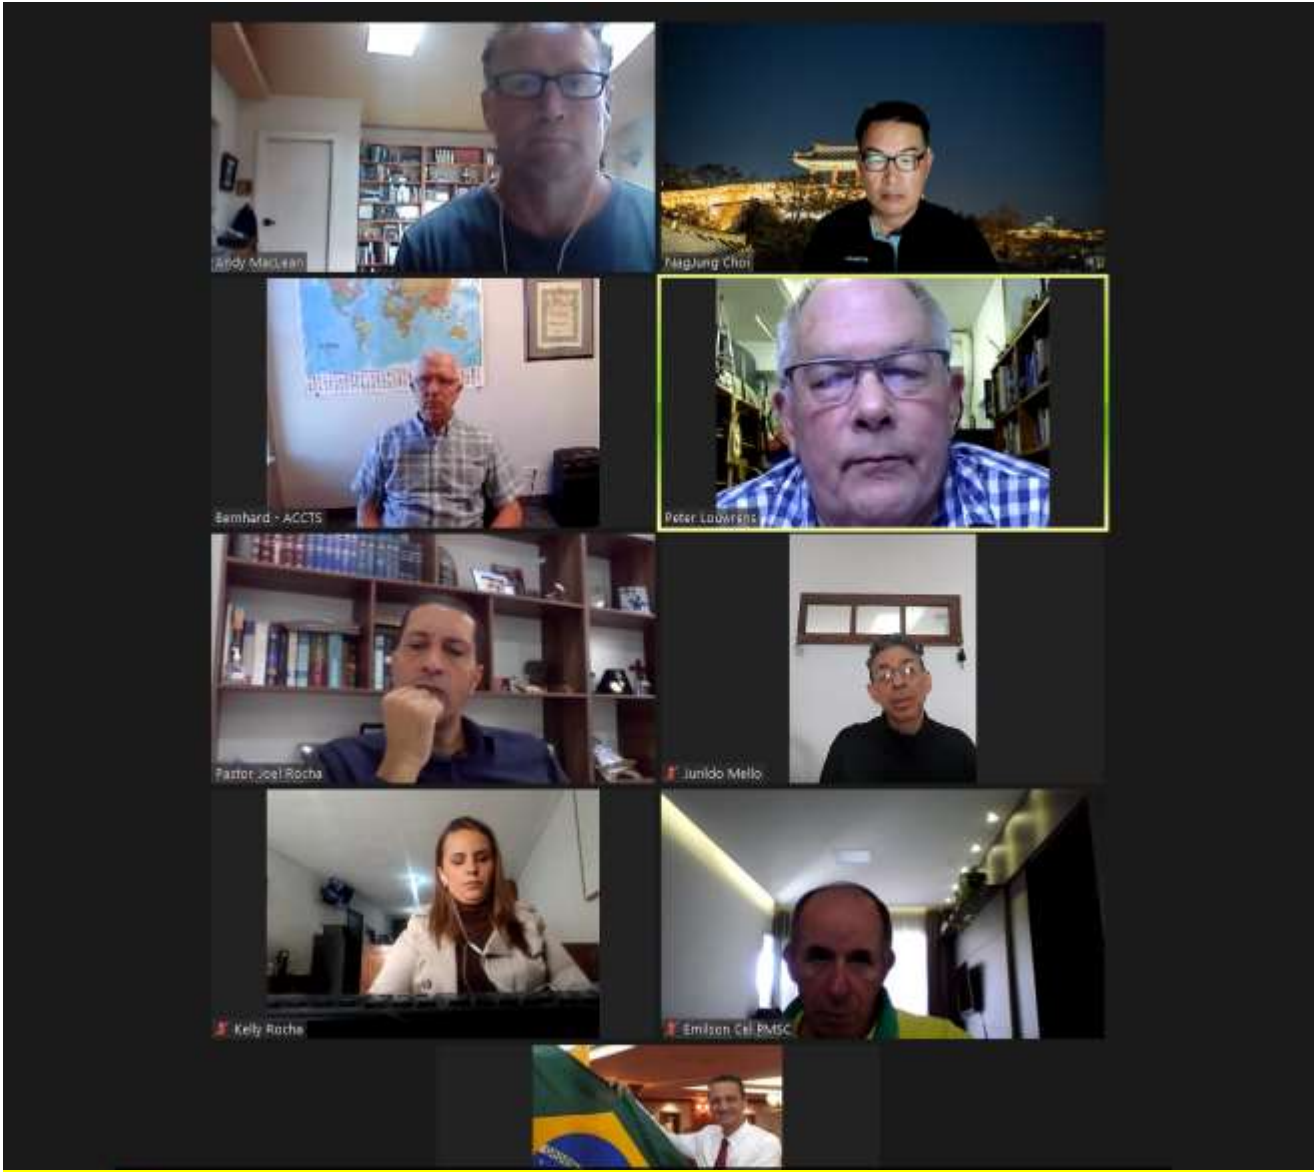 Andy MacLean
NagJung Choi
Bernhard - ACCTS
Peter Louwrens
Pastor Joel Rocha
Junildo Mello
Kelly Rocha
Emilson Cel PMSC